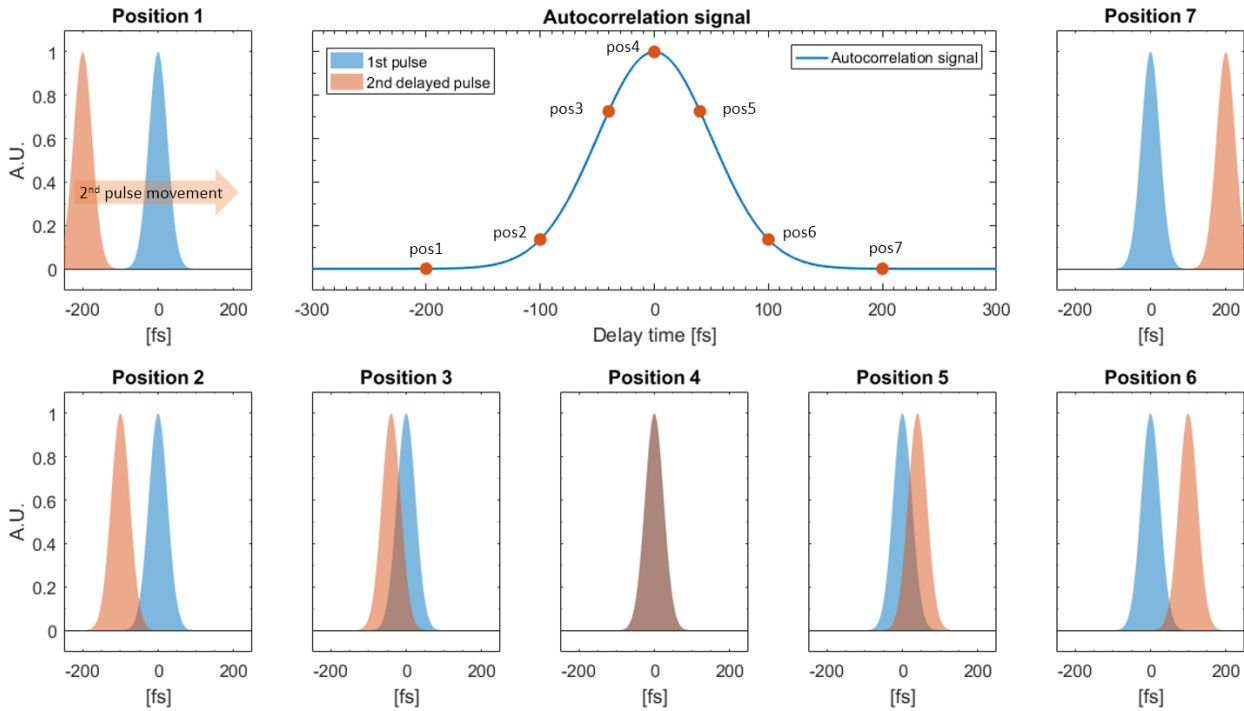 Position 1
1
0.8
0.6
0.4
0.2
0
A.U.
2nd pulse movement
-200 0 200
[fs]
Autocorrelation signal
1st pulse
2nd delayed pulse
Autocorrelation signal
pos1
pos2
pos3
pos4
pos5
pos6
pos7
-300 -200 -100 0 100 200 300
Delay time [fs]
Position 7
-200 0 200
[fs]
Position 2
1
0.8
0.6
0.4
0.2
0
A.U.
-200 0 200
[fs]
Position 3
-200 0 200
[fs]
Position 4
-200 0 200
[fs]
Position 5
-200 0 200
[fs]
Position 6
-200 0 200
[fs]